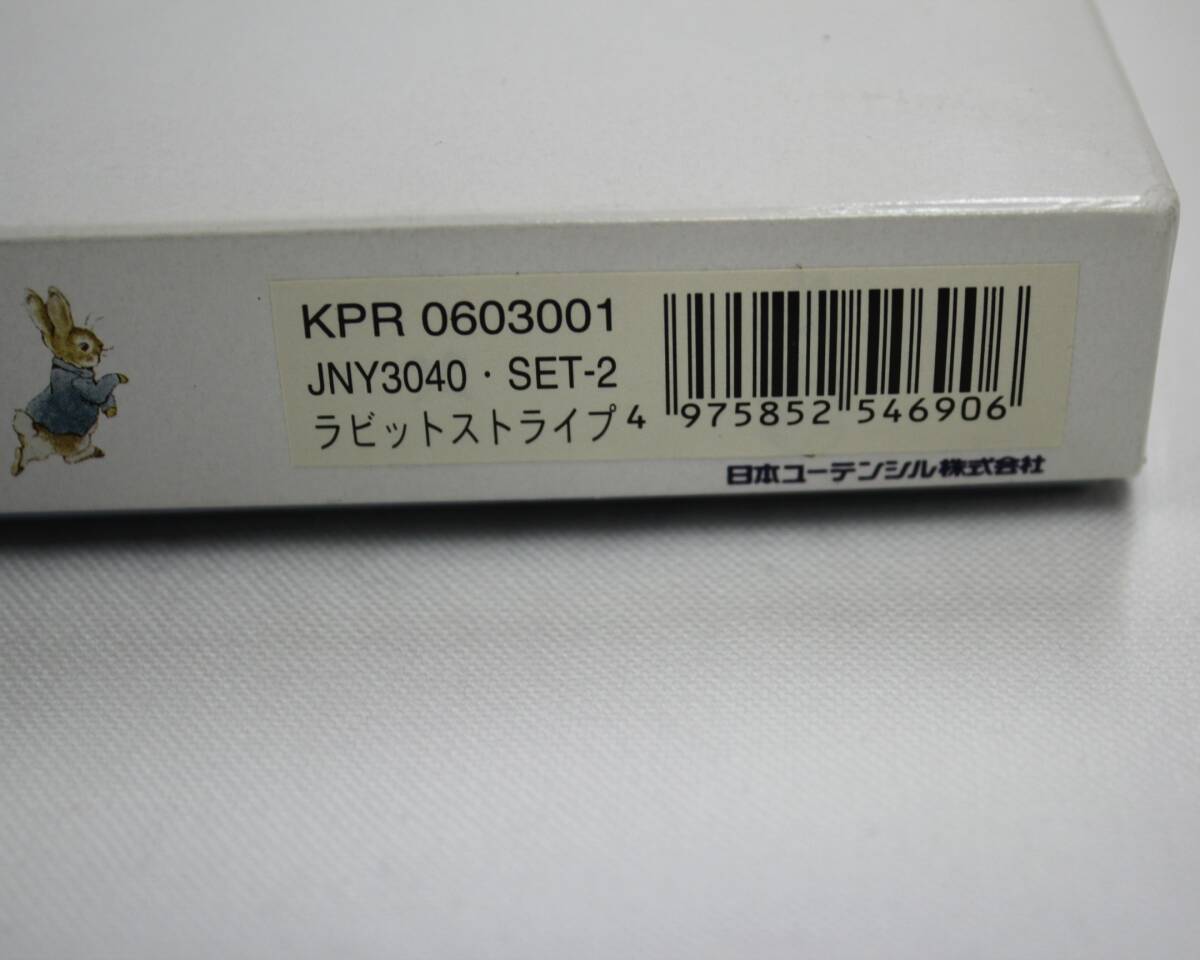 KPR 0603001
JNY3040・SET-2
ラビットストライプ
4 975852 546906
日本ユーテンシル株式会社